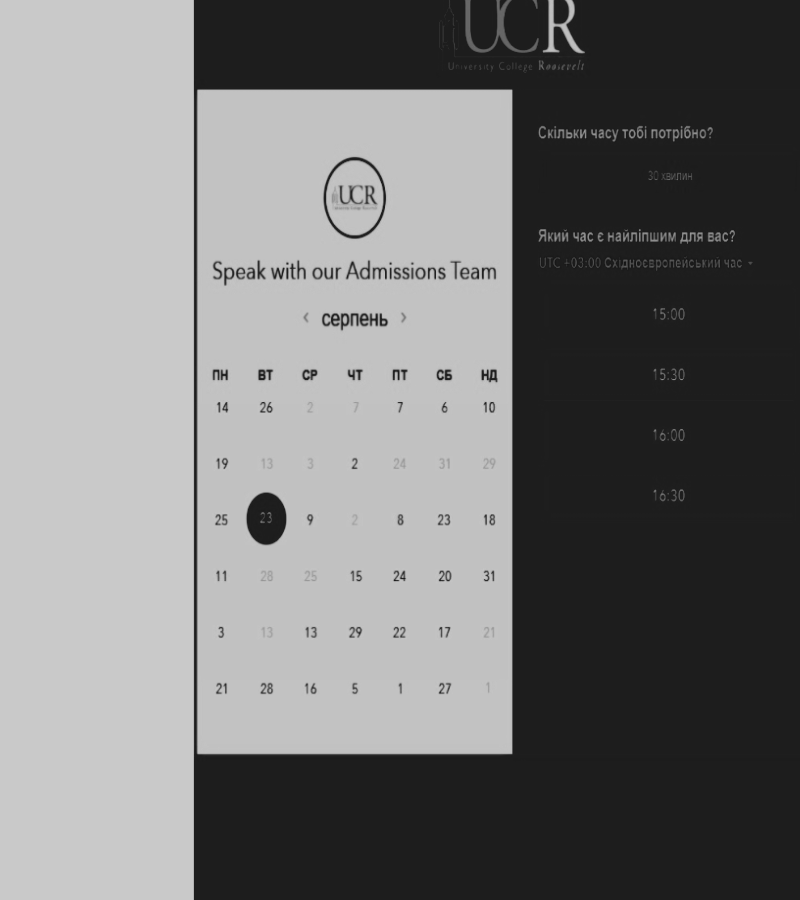 UCR
University College Roosevelt
UCR
Speak with our Admissions Team
‹ серпень ›
ПН ВТ СР ЧТ ПТ СБ НД
14 26 2 7 7 6 10
19 13 3 2 24 31 29
25 23 9 2 8 23 18
11 28 25 15 24 20 31
3 13 13 29 22 17 21
21 28 16 5 1 27 1
Скільки часу тобі потрібно?
30 хвилин
Який час є найліпшим для вас?
UTC +03:00 Східноєвропейський час
15:00
15:30
16:00
16:30